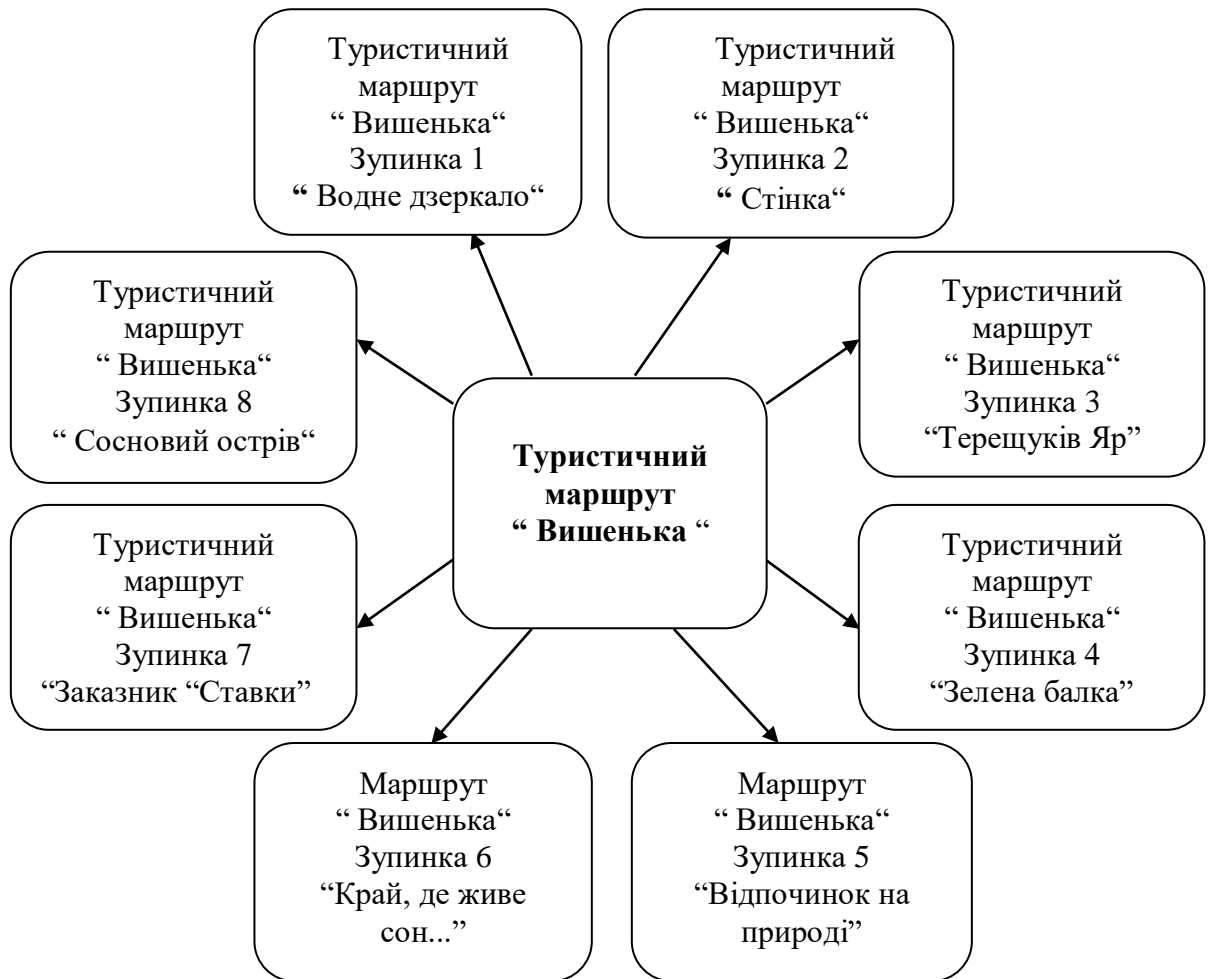 Туристичний
маршрут
“ Вишенька“
Зупинка 1
“ Водне дзеркало“
Туристичний
маршрут
“ Вишенька“
Зупинка 2
“ Стінка“
Туристичний
маршрут
“ Вишенька“
Зупинка 8
“ Сосновий острів“
Туристичний
маршрут
“ Вишенька“
Зупинка 3
“Терещуків Яр”
Туристичний
маршрут
“ Вишенька “
Туристичний
маршрут
“ Вишенька“
Зупинка 7
“Заказник “Ставки”
Туристичний
маршрут
“ Вишенька“
Зупинка 4
“Зелена балка”
Маршрут
“ Вишенька“
Зупинка 6
“Край, де живе
сон...”
Маршрут
“ Вишенька“
Зупинка 5
“Відпочинок на
природі”